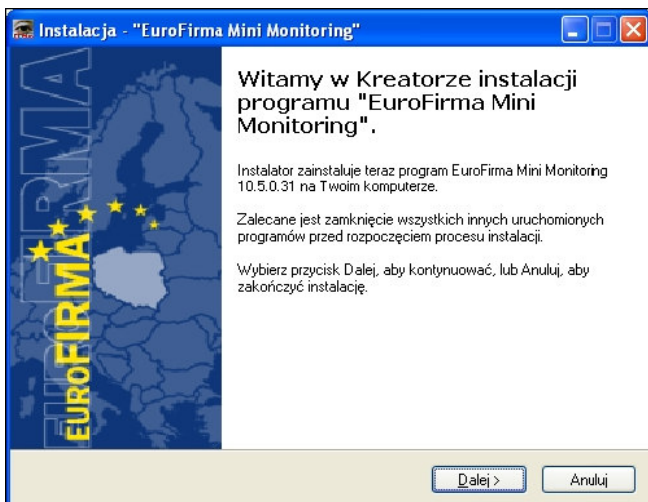 Instalacja - "EuroFirma Mini Monitoring"
EUROFIRMA
EUROFIRMA
Witamy w Kreatorze instalacji
programu "EuroFirma Mini
Monitoring".
Instalator zainstaluje teraz program EuroFirma Mini Monitoring
10.5.0.31 na Twoim komputerze.
Zalecane jest zamknięcie wszystkich innych uruchomionych
programów przed rozpoczęciem procesu instalacji.
Wybierz przycisk Dalej, aby kontynuować, lub Anuluj, aby
zakończyć instalację.
Dalej >
Anuluj